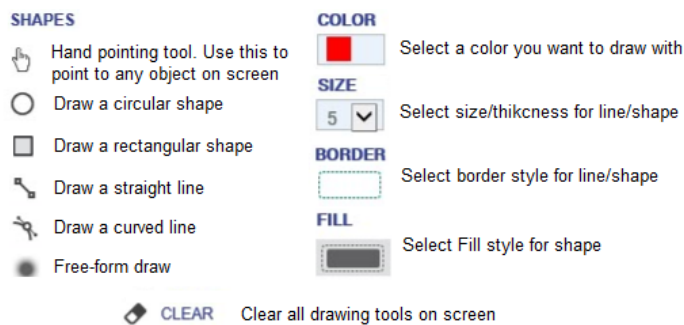 SHAPES
Hand pointing tool. Use this to
point to any object on screen
Draw a circular shape
Draw a rectangular shape
Draw a straight line
Draw a curved line
Free-form draw
COLOR
Select a color you want to draw with
SIZE
5
Select size/thikcness for line/shape
BORDER
Select border style for line/shape
FILL
Select Fill style for shape
CLEAR Clear all drawing tools on screen